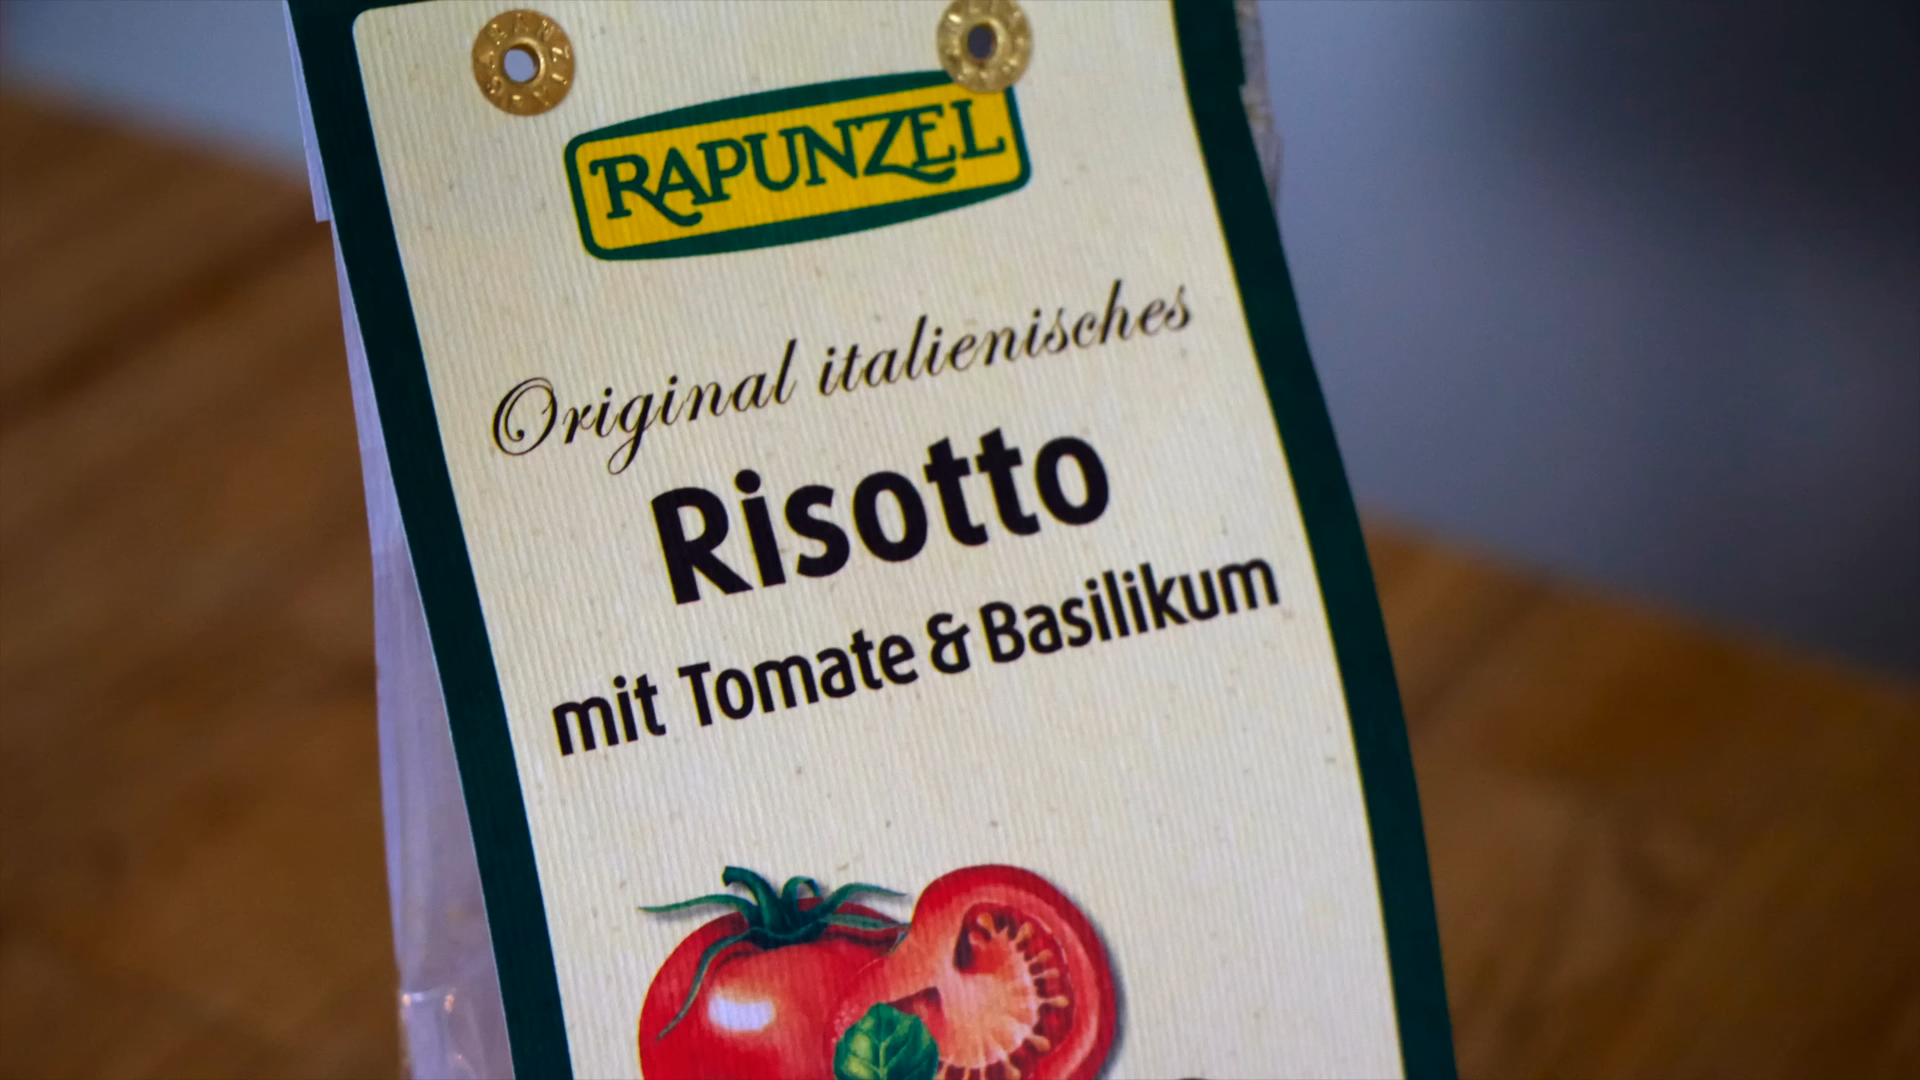 RAPUNZEL
Original italienisches
Risotto
mit Tomate & Basilikum